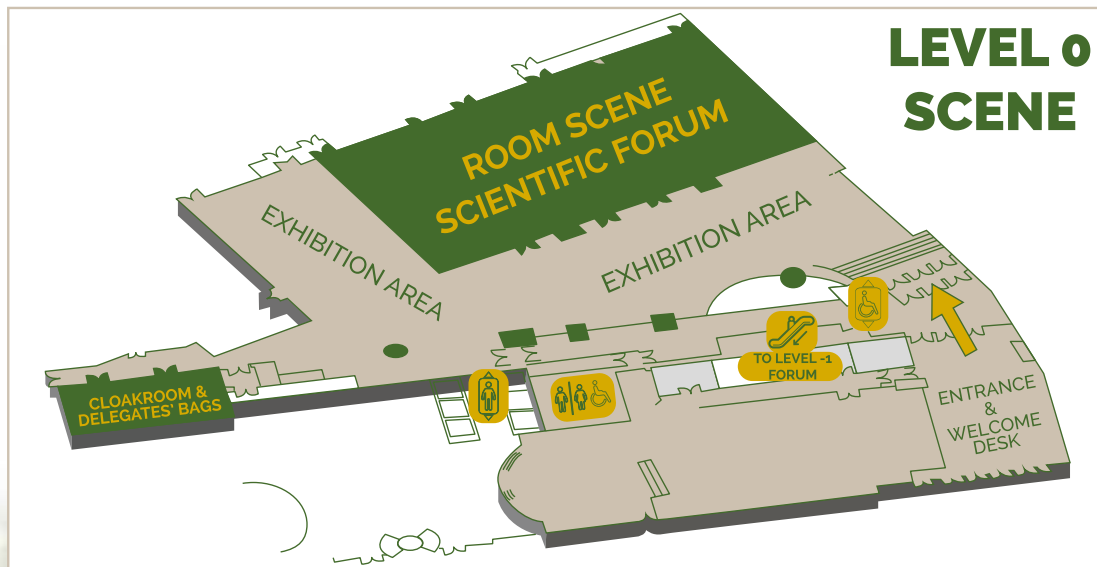 LEVEL 0
SCENE
ROOM SCENE
SCIENTIFIC FORUM
EXHIBITION AREA
EXHIBITION AREA
TO LEVEL -1
FORUM
CLOAKROOM &
DELEGATES' BAGS
ENTRANCE
&
WELCOME
DESK